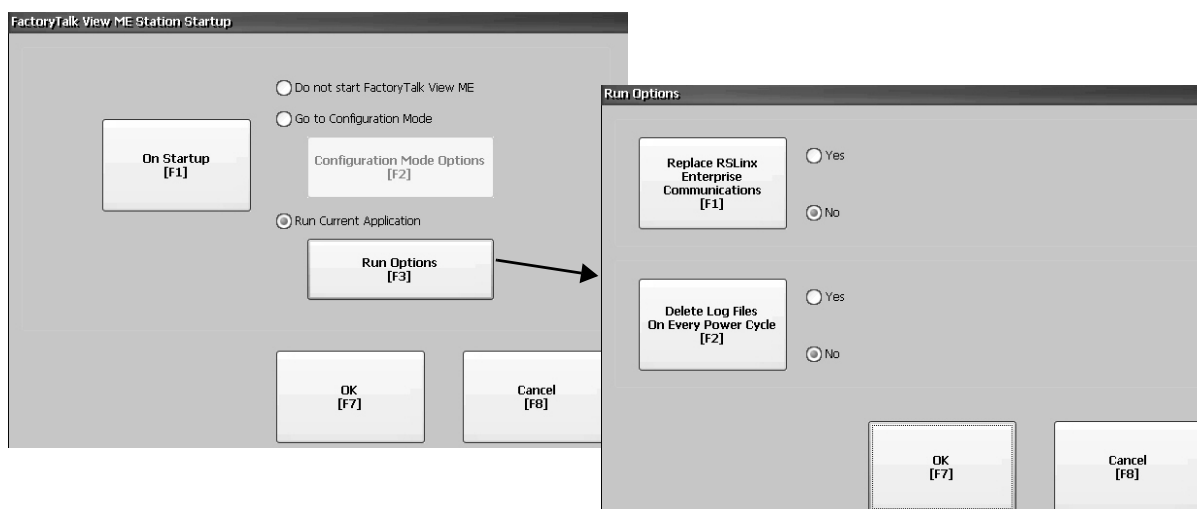 FactoryTalk View ME Station Startup
Do not start FactoryTalk View ME
Go to Configuration Mode
On Startup
[F1]
Configuration Mode Options
[F2]
Run Current Application
Run Options
[F3]
OK
[F7]
Cancel
[F8]
Run Options
Replace RSLinx
Enterprise
Communications
[F1]
Yes
No
Delete Log Files
On Every Power Cycle
[F2]
Yes
No
OK
[F7]
Cancel
[F8]